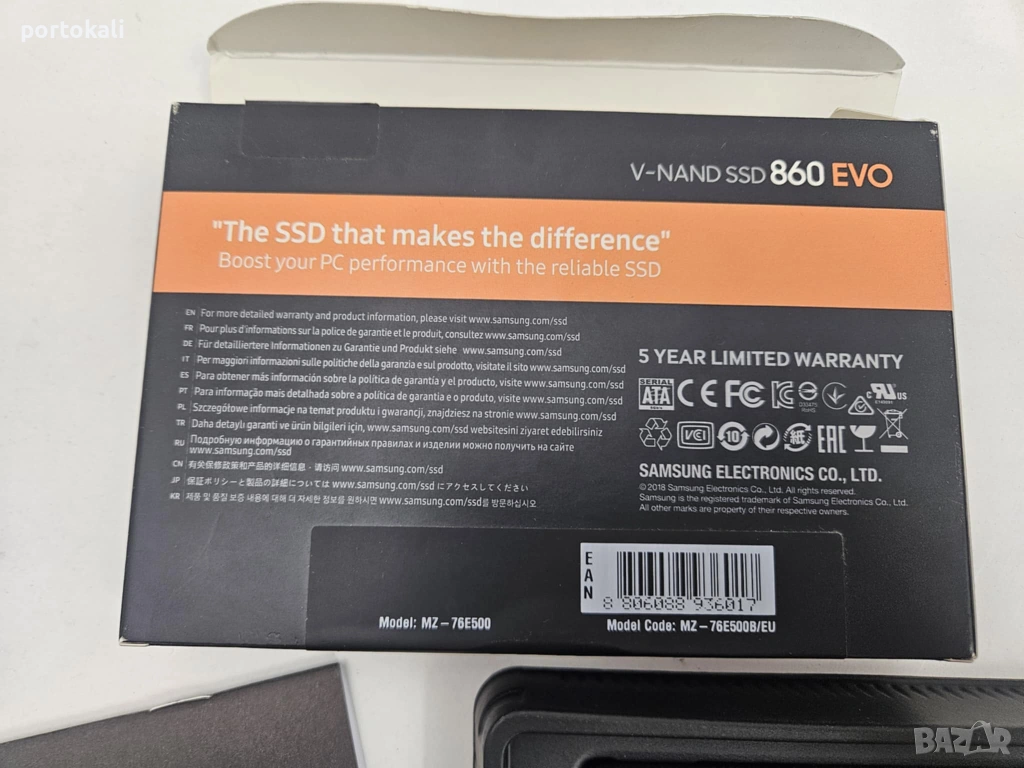 portokali
V-NAND SSD 860 EVO
"The SSD that makes the difference"
Boost your PC performance with the reliable SSD
EN For more detailed warranty and product information, please visit www.samsung.com/ssd
FR Pour plus d'informations sur la police de garantie et le produit, consultez www.samsung.com/ssd
DE Für detailliertere Informationen zu Garantie und Produkt siehe www.samsung.com/ssd
IT Per maggiori informazioni sulle politiche della garanzia e sul prodotto, visitate il sito www.samsung.com/ssd
ES Para obtener más información sobre la política de garantía y el producto, visite www.samsung.com/ssd
PT Para informação mais detalhada sobre a política de garantia e o produto, visite www.samsung.com/ssd
PL Szczegółowe informacje na temat produktu i gwarancji, znajdziesz na stronie www.samsung.com/ssd
TR Daha detaylı garanti ve ürün bilgileri için, www.samsung.com/ssd websitesini ziyaret edebilirsiniz
RU Подробную информацию о гарантийных правилах и изделии можно получить на сайте
www.samsung.com/ssd
CN 有关保修政策和产品的详细信息，请访问 www.samsung.com/ssd
JP 保証ポリシーと製品の詳細については www.samsung.com/ssd にアクセスしてください
KR 제품 및 품질 보증 내용에 대해 더 자세한 정보를 원하시면 www.samsung.com/ssd를 방문하십시오
5 YEAR LIMITED WARRANTY
SERIAL ATA CE FC c UL US
VCI 10 EAC
SAMSUNG ELECTRONICS CO., LTD.
© 2018 Samsung Electronics Co., Ltd. All rights reserved.
Samsung is the registered trademark of Samsung Electronics Co., Ltd.
All other marks are property of their respective owners.
EAN
8 806088 936017
Model: MZ-76E500
Model Code: MZ-76E500B/EU
BAZAR